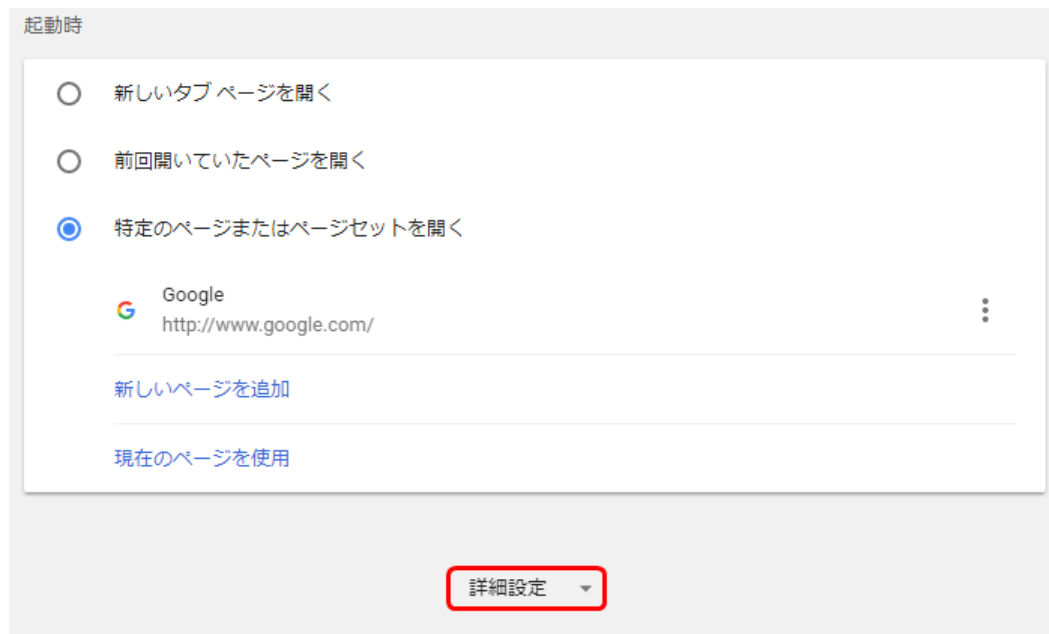 起動時
新しいタブ ページを開く
前回開いていたページを開く
特定のページまたはページセットを開く
Google
http://www.google.com/
新しいページを追加
現在のページを使用
詳細設定